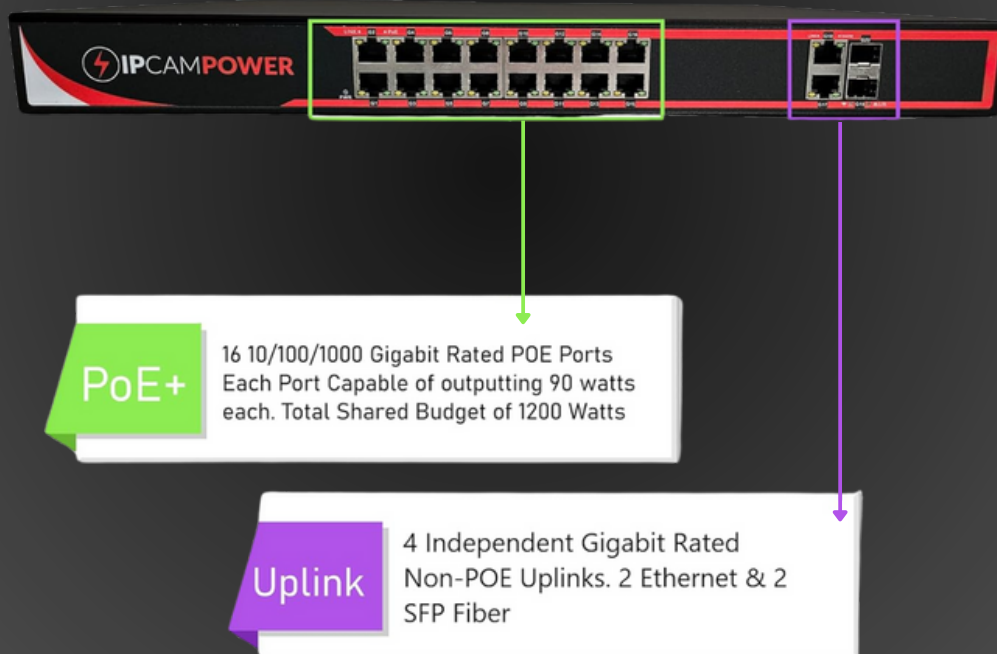 IPCAMPOWER
PoE+
16 10/100/1000 Gigabit Rated POE Ports
Each Port Capable of outputting 90 watts
each. Total Shared Budget of 1200 Watts
Uplink
4 Independent Gigabit Rated
Non-POE Uplinks. 2 Ethernet & 2
SFP Fiber